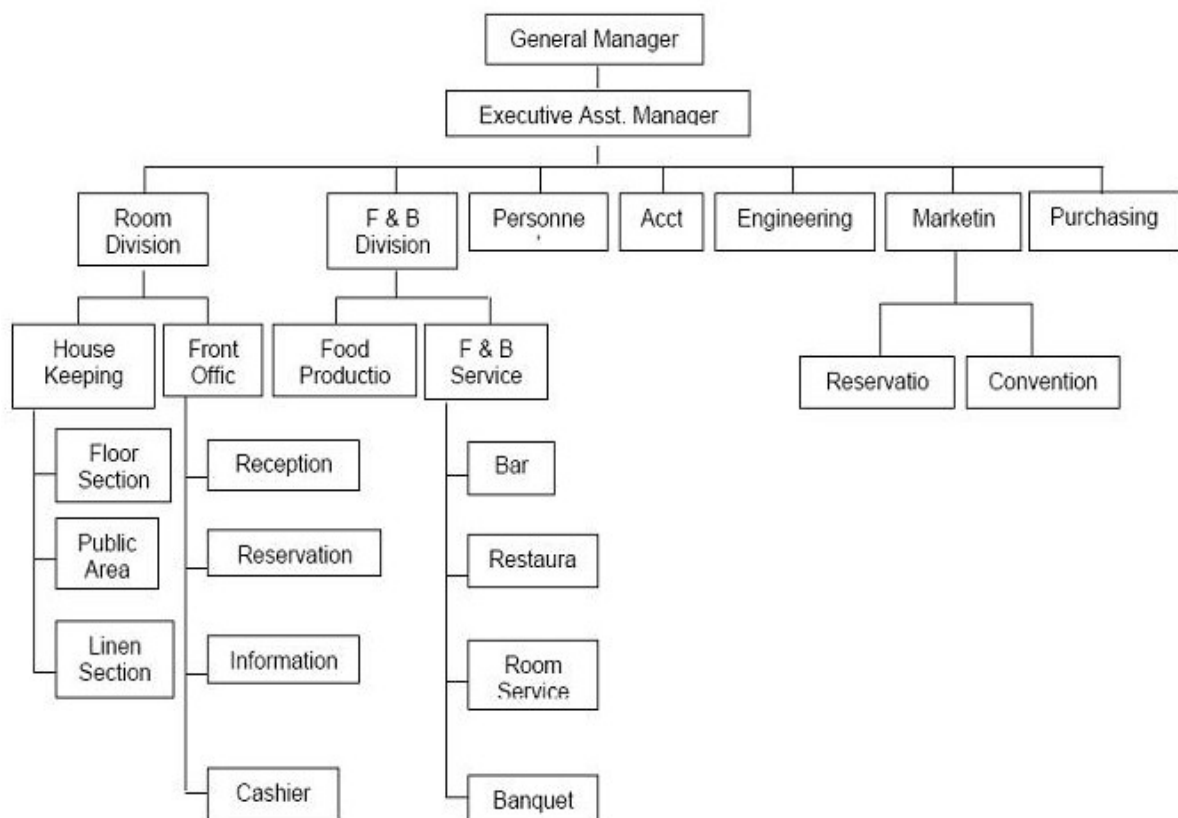 General Manager
Executive Asst. Manager
Room
Division
F & B
Division
Personne
Acct
Engineering
Marketin
Purchasing
House
Keeping
Front
Offic
Food
Productio
F & B
Service
Reservatio
Convention
Floor
Section
Reception
Bar
Public
Area
Reservation
Restaura
Linen
Section
Information
Room
Service
Cashier
Banquet